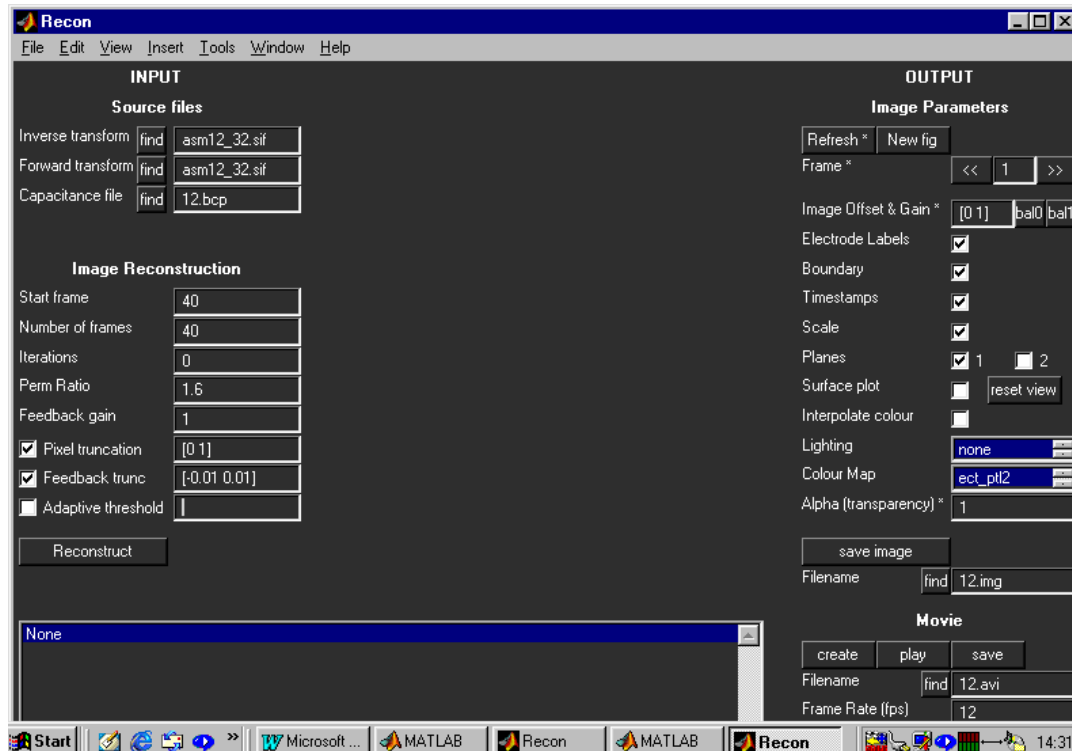 Recon
File Edit View Insert Tools Window Help
INPUT
Source files
Inverse transform find asm12_32.sif
Forward transform find asm12_32.sif
Capacitance file find 12.bcp
Image Reconstruction
Start frame 40
Number of frames 40
Iterations 0
Perm Ratio 1.6
Feedback gain 1
Pixel truncation [0 1]
Feedback trunc [-0.01 0.01]
Adaptive threshold
Reconstruct
None
OUTPUT
Image Parameters
Refresh * New fig
Frame * << 1 >>
Image Offset & Gain * [0 1] bal0 bal1
Electrode Labels
Boundary
Timestamps
Scale
Planes 1 2
Surface plot reset view
Interpolate colour
Lighting none
Colour Map ect_ptl2
Alpha (transparency) * 1
save image
Filename find 12.img
Movie
create play save
Filename find 12.avi
Frame Rate (fps) 12
Start » Microsoft ... MATLAB Recon MATLAB Recon 14:31